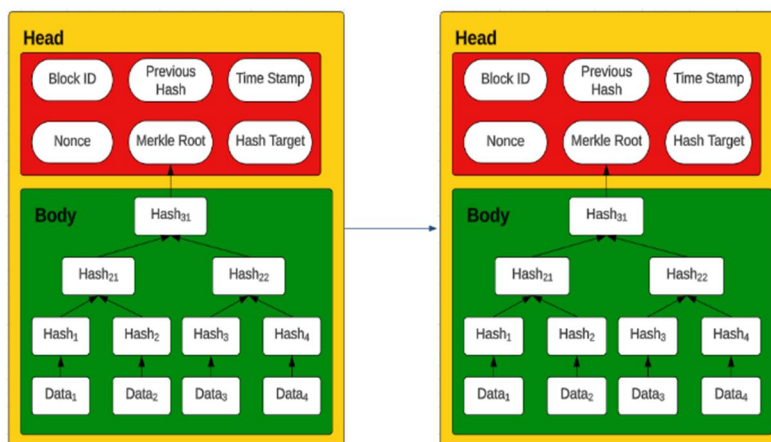 Head
Block ID
Previous
Hash
Time Stamp
Nonce
Merkle Root
Hash Target
Body
Hash₃₁
Hash₂₁
Hash₂₂
Hash₁
Hash₂
Hash₃
Hash₄
Data₁
Data₂
Data₃
Data₄
Head
Block ID
Previous
Hash
Time Stamp
Nonce
Merkle Root
Hash Target
Body
Hash₃₁
Hash₂₁
Hash₂₂
Hash₁
Hash₂
Hash₃
Hash₄
Data₁
Data₂
Data₃
Data₄